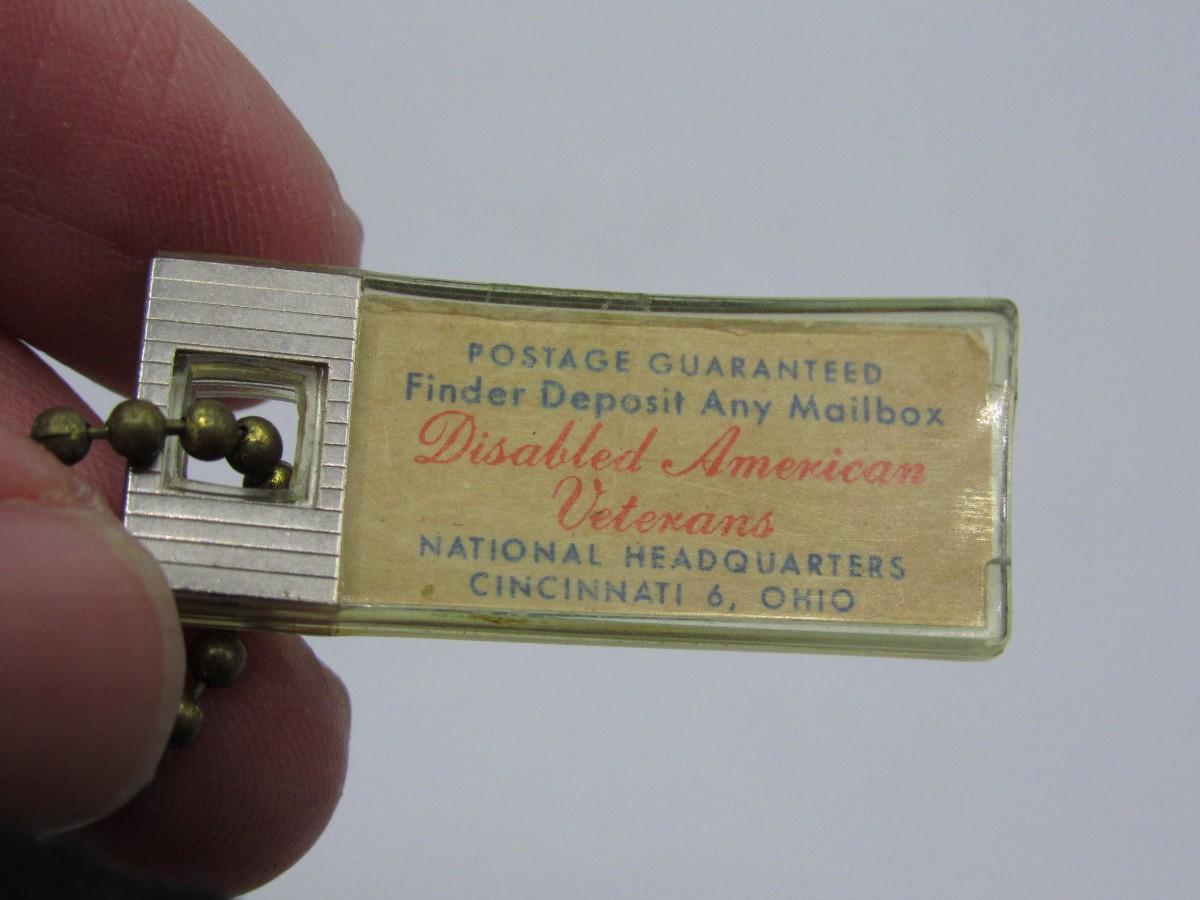 POSTAGE GUARANTEED
Finder Deposit Any Mailbox
Disabled American
Veterans
NATIONAL HEADQUARTERS
CINCINNATI 6, OHIO